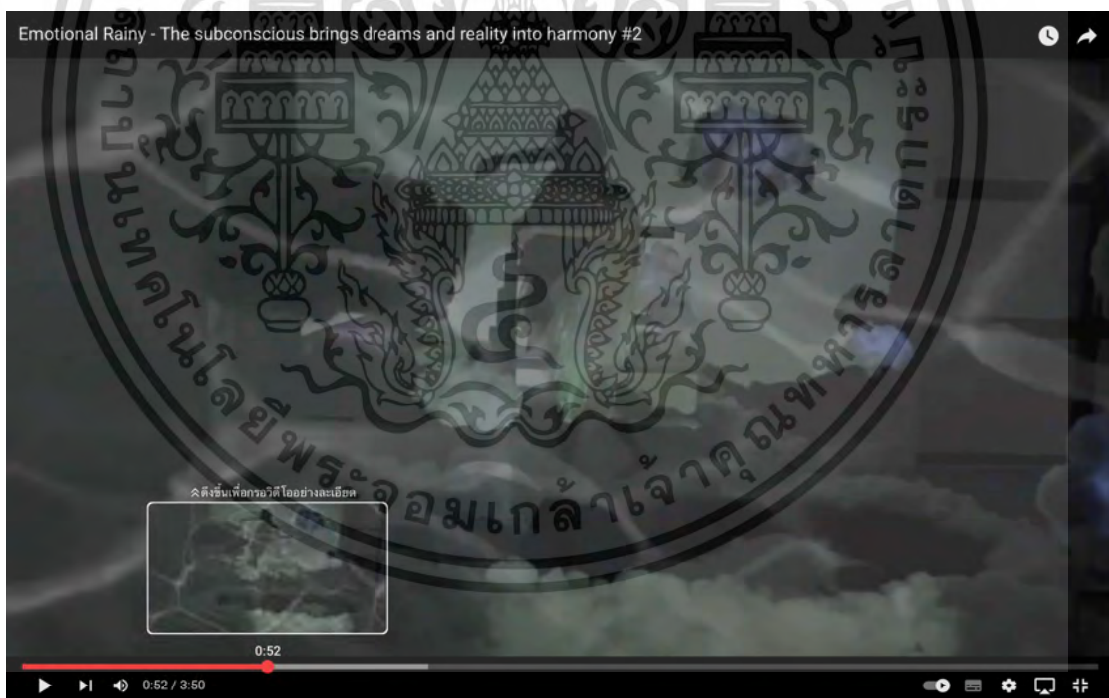 Emotional Rainy - The subconscious brings dreams and reality into harmony #2
สถาบันเทคโนโลยีพระจอมเกล้าเจ้าคุณทหารลาดกระบัง
๕
ดึงขึ้นเพื่อกรอวิดีโออย่างละเอียด
0:52
0:52 / 3:50